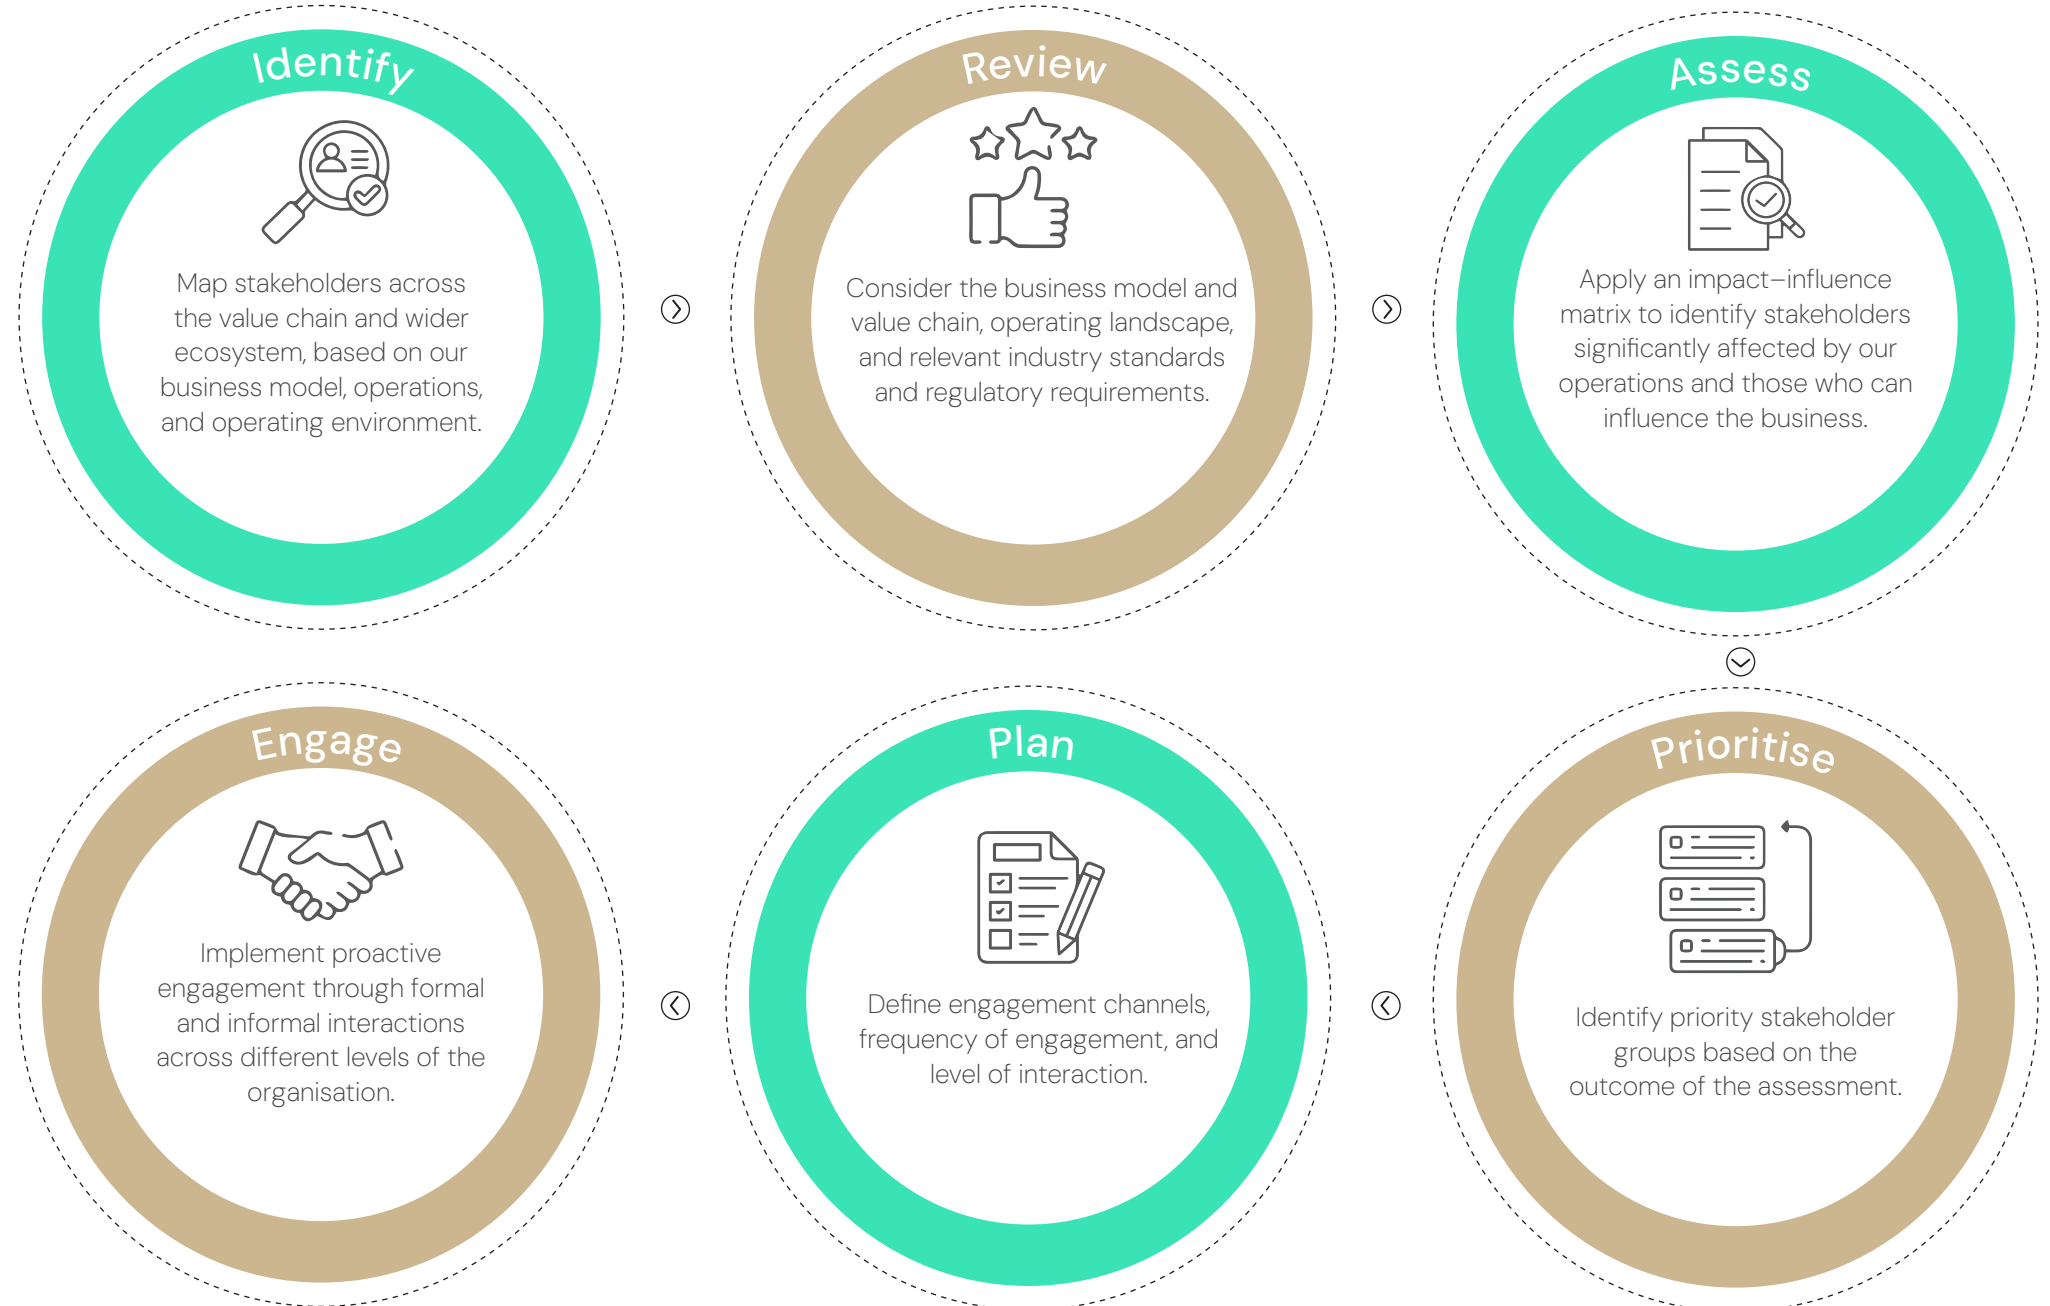 Identify
Map stakeholders across
the value chain and wider
ecosystem, based on our
business model, operations,
and operating environment.
Review
Consider the business model and
value chain, operating landscape,
and relevant industry standards
and regulatory requirements.
Assess
Apply an impact–influence
matrix to identify stakeholders
significantly affected by our
operations and those who can
influence the business.
Prioritise
Identify priority stakeholder
groups based on the
outcome of the assessment.
Plan
Define engagement channels,
frequency of engagement, and
level of interaction.
Engage
Implement proactive
engagement through formal
and informal interactions
across different levels of the
organisation.